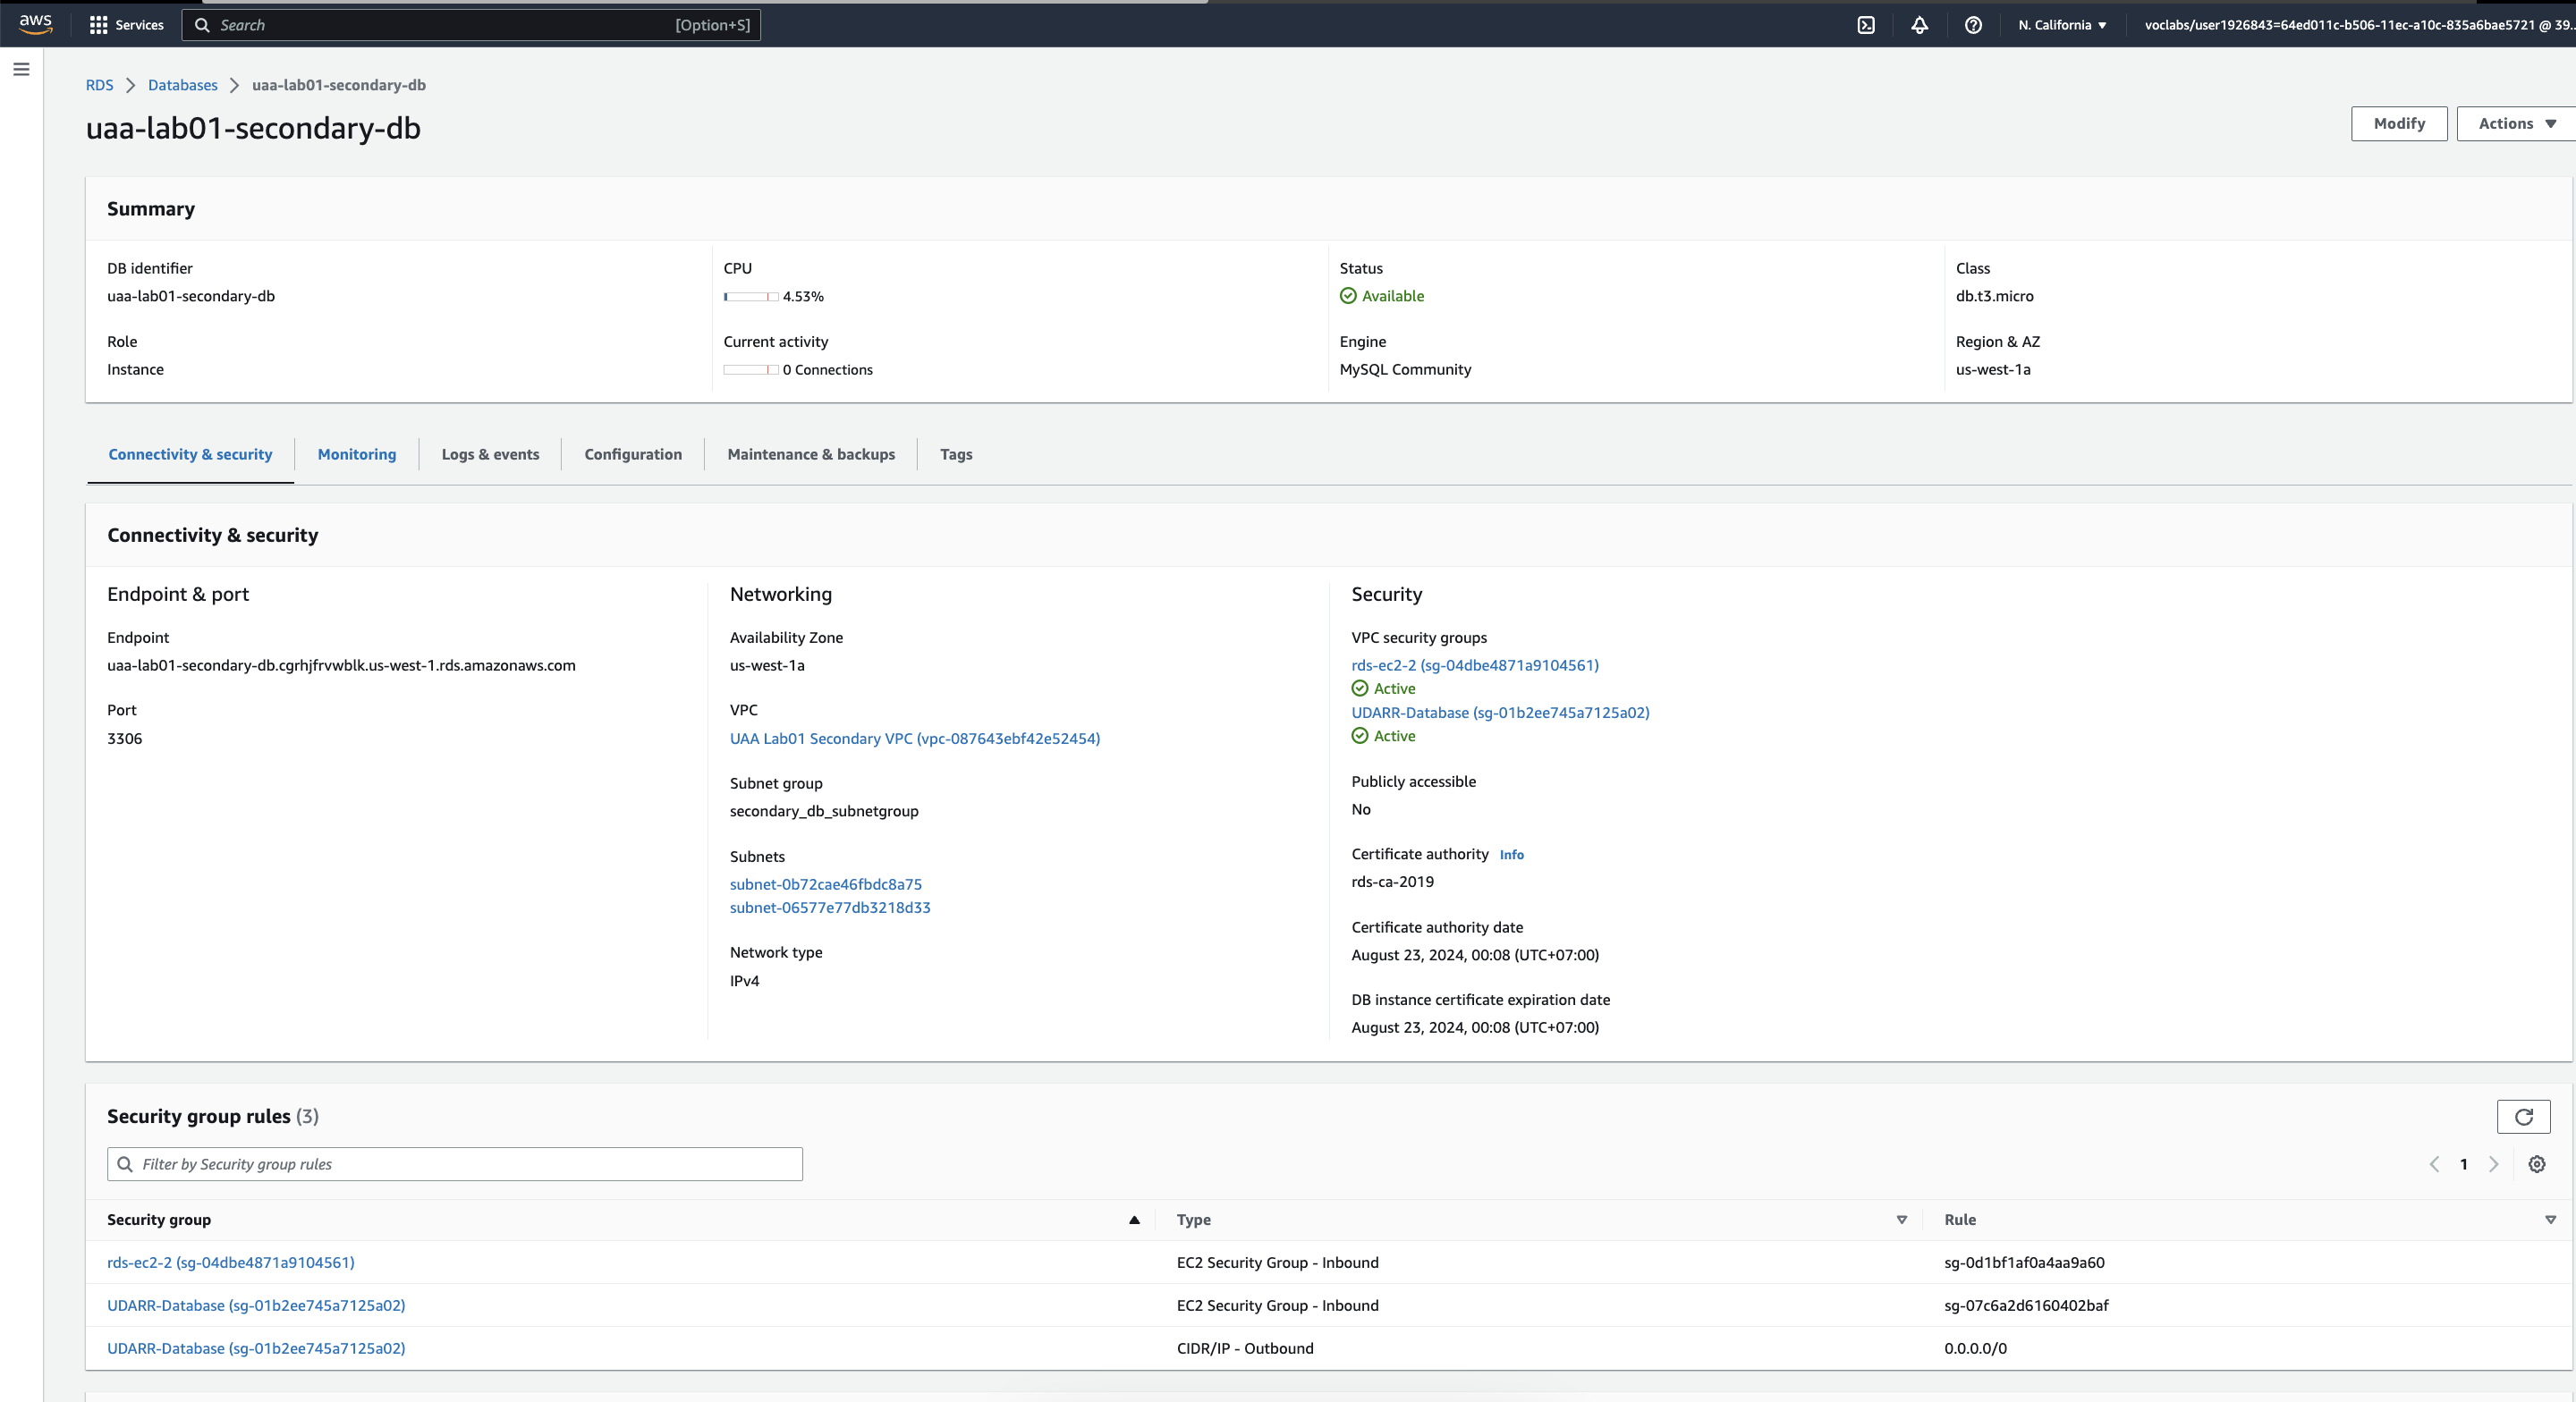 aws
Services
Search
[Option+S]
N. California
voclabs/user1926843=64ed011c-b506-11ec-a10c-835a6bae5721 @ 39...
RDS
Databases
uaa-lab01-secondary-db
uaa-lab01-secondary-db
Modify
Actions
Summary
DB identifier
uaa-lab01-secondary-db
CPU
4.53%
Status
Available
Class
db.t3.micro
Role
Instance
Current activity
0 Connections
Engine
MySQL Community
Region & AZ
us-west-1a
Connectivity & security
Monitoring
Logs & events
Configuration
Maintenance & backups
Tags
Connectivity & security
Endpoint & port
Endpoint
uaa-lab01-secondary-db.cgrhjfrvwblk.us-west-1.rds.amazonaws.com
Port
3306
Networking
Availability Zone
us-west-1a
VPC
UAA Lab01 Secondary VPC (vpc-087643ebf42e52454)
Subnet group
secondary_db_subnetgroup
Subnets
subnet-0b72cae46fbdc8a75
subnet-06577e77db3218d33
Network type
IPv4
Security
VPC security groups
rds-ec2-2 (sg-04dbe4871a9104561)
Active
UDARR-Database (sg-01b2ee745a7125a02)
Active
Publicly accessible
No
Certificate authority Info
rds-ca-2019
Certificate authority date
August 23, 2024, 00:08 (UTC+07:00)
DB instance certificate expiration date
August 23, 2024, 00:08 (UTC+07:00)
Security group rules (3)
Filter by Security group rules
1
Security group
Type
Rule
rds-ec2-2 (sg-04dbe4871a9104561)
EC2 Security Group - Inbound
sg-0d1bf1af0a4aa9a60
UDARR-Database (sg-01b2ee745a7125a02)
EC2 Security Group - Inbound
sg-07c6a2d6160402baf
UDARR-Database (sg-01b2ee745a7125a02)
CIDR/IP - Outbound
0.0.0.0/0